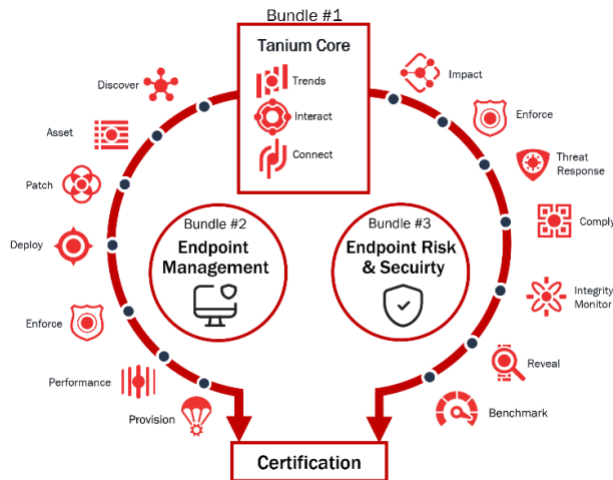 Bundle #1
Tanium Core
Trends
Interact
Connect
Discover
Asset
Patch
Deploy
Enforce
Performance
Provision
Bundle #2
Endpoint
Management
Bundle #3
Endpoint Risk
& Secuirty
Impact
Enforce
Threat
Response
Comply
Integrity
Monitor
Reveal
Benchmark
Certification